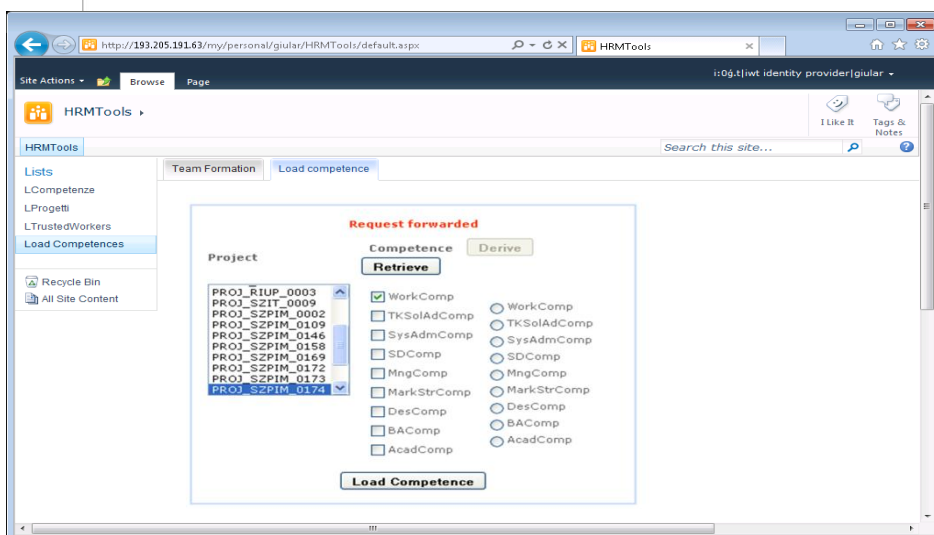 http://193.205.191.63/my/personal/giular/HRMTools/default.aspx
HRMTools
Site Actions
Browse
Page
i:0ǵ.t|iwt identity provider|giular
HRMTools
I Like It
Tags & Notes
HRMTools
Search this site...
Lists
LCompetenze
LProgetti
LTrustedWorkers
Load Competences
Recycle Bin
All Site Content
Team Formation
Load competence
Request forwarded
Project
Competence
Derive
Retrieve
PROJ_RIUP_0003
PROJ_SZIT_0009
PROJ_SZPIM_0002
PROJ_SZPIM_0109
PROJ_SZPIM_0146
PROJ_SZPIM_0158
PROJ_SZPIM_0169
PROJ_SZPIM_0172
PROJ_SZPIM_0173
PROJ_SZPIM_0174
WorkComp
TKSolAdComp
SysAdmComp
SDComp
MngComp
MarkStrComp
DesComp
BAComp
AcadComp
WorkComp
TKSolAdComp
SysAdmComp
SDComp
MngComp
MarkStrComp
DesComp
BAComp
AcadComp
Load Competence